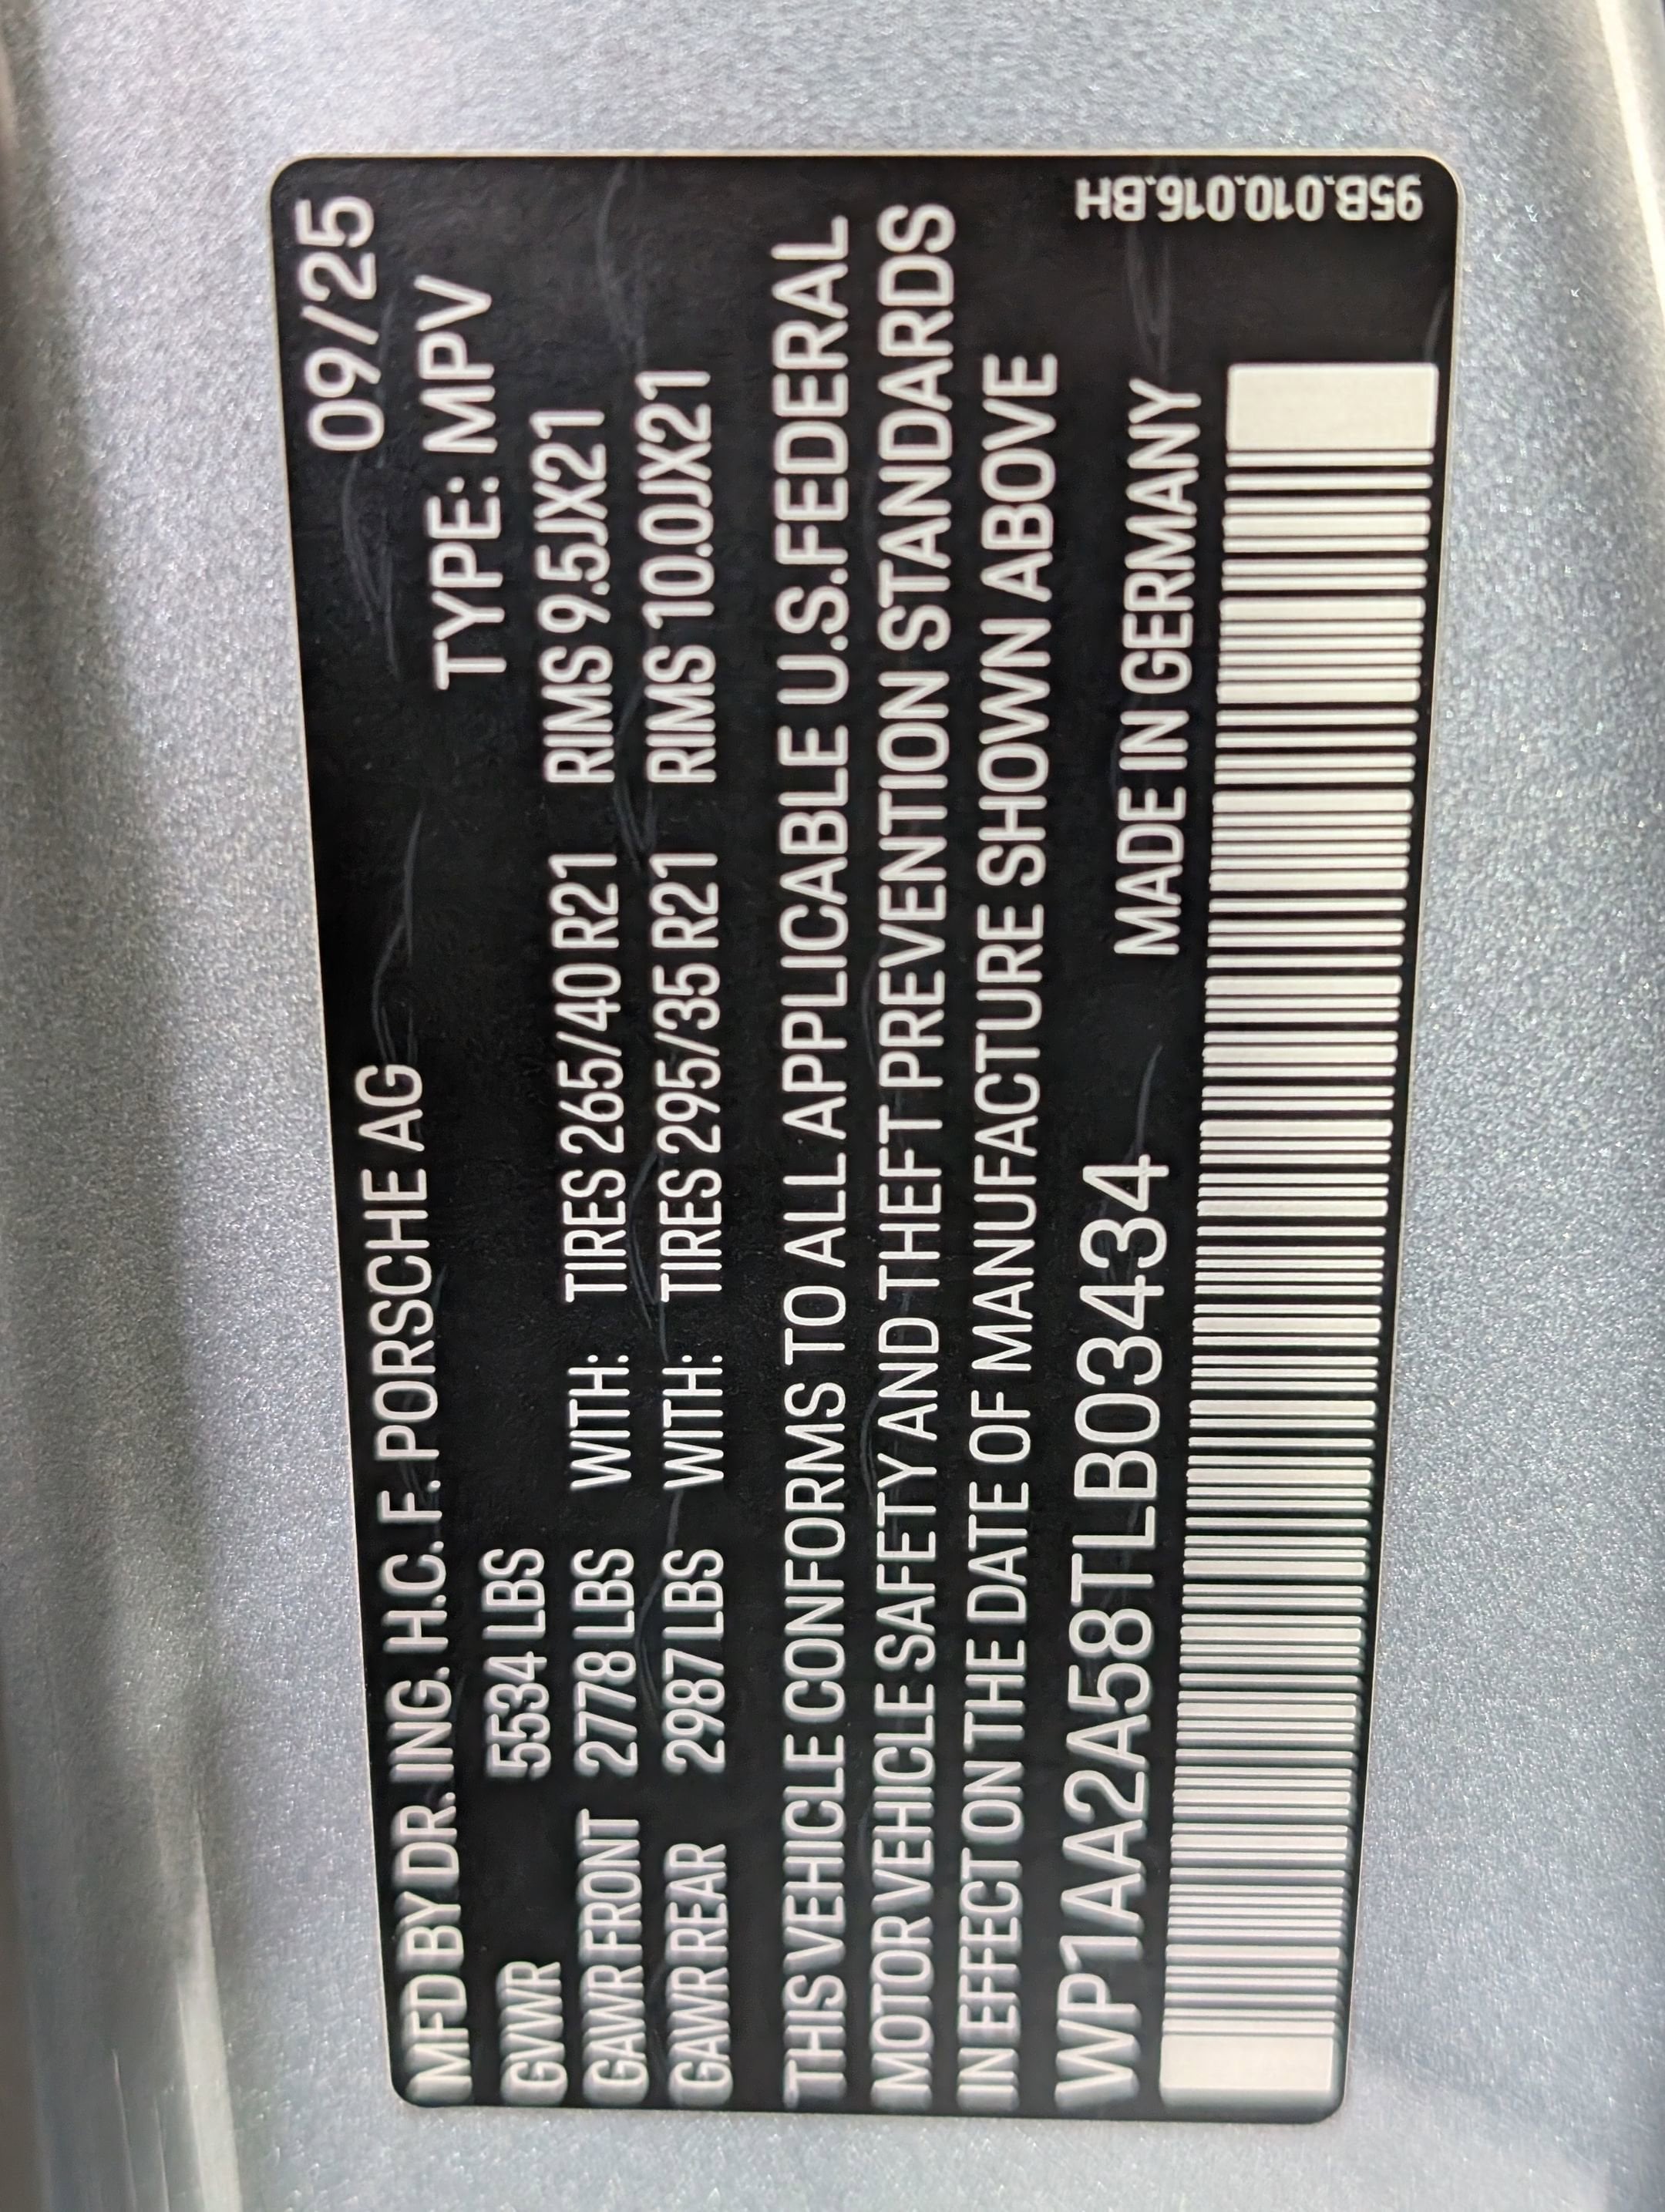 MFD BY DR. ING. H.C. F. PORSCHE AG 09/25
GVWR 5534 LBS TYPE: MPV
GAWR FRONT 2778 LBS WITH: TIRES 265/40 R21 RIMS 9.5JX21
GAWR REAR 2987 LBS WITH: TIRES 295/35 R21 RIMS 10.0JX21
THIS VEHICLE CONFORMS TO ALL APPLICABLE U.S.FEDERAL
MOTOR VEHICLE SAFETY AND THEFT PREVENTION STANDARDS
IN EFFECT ON THE DATE OF MANUFACTURE SHOWN ABOVE
WP1AA2A58TLB03434 MADE IN GERMANY
95B.010.016.BH